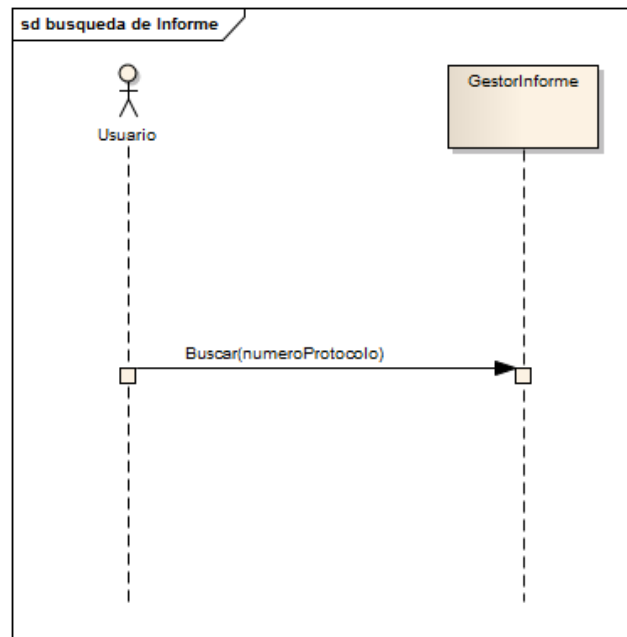 sd busqueda de Informe
Usuario
GestorInforme
Buscar(numeroProtocolo)